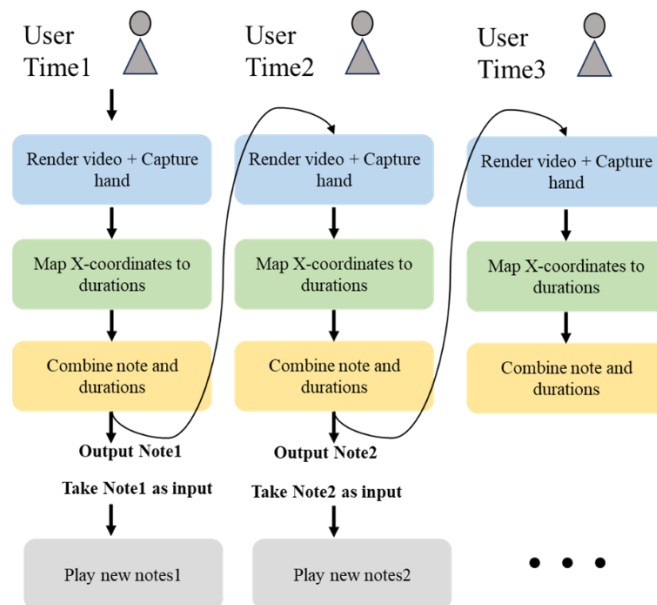 User
Time1
Render video + Capture
hand
Map X-coordinates to
durations
Combine note and
durations
Output Note1
Take Note1 as input
Play new notes1
User
Time2
Render video + Capture
hand
Map X-coordinates to
durations
Combine note and
durations
Output Note2
Take Note2 as input
Play new notes2
User
Time3
Render video + Capture
hand
Map X-coordinates to
durations
Combine note and
durations
• • •